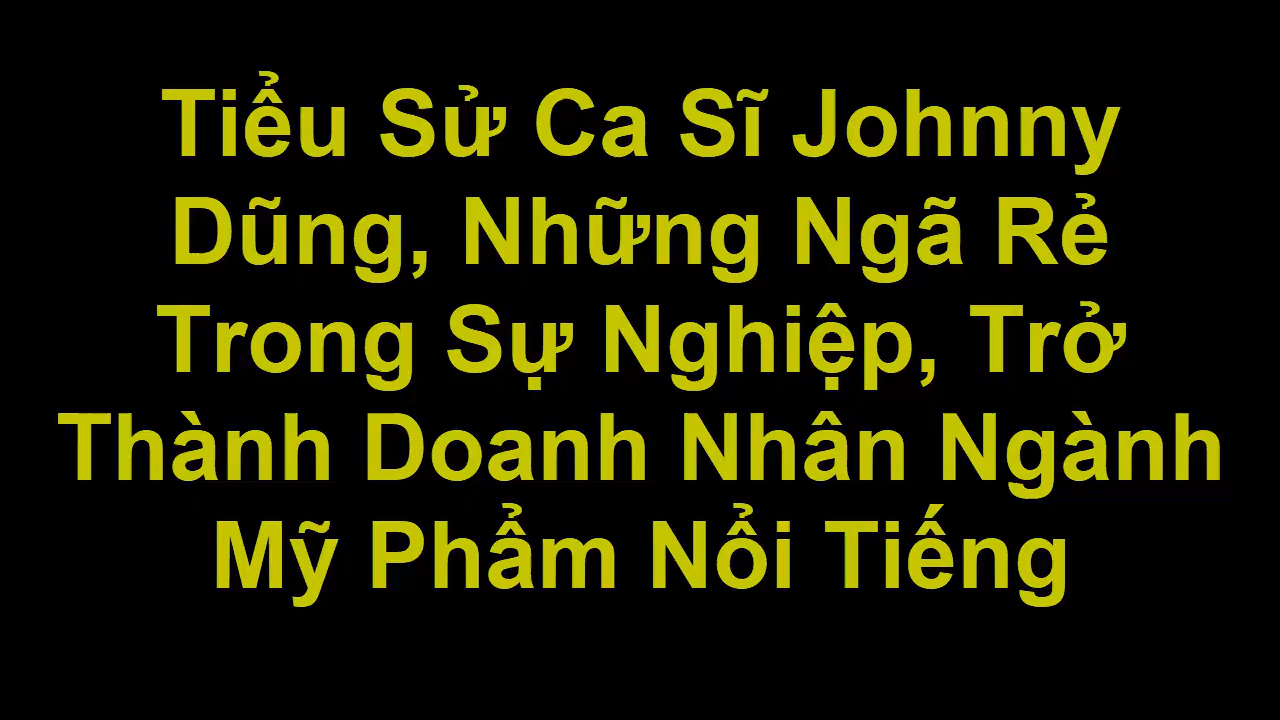 Tiểu Sử Ca Sĩ Johnny
Dũng, Những Ngã Rẻ
Trong Sự Nghiệp, Trở
Thành Doanh Nhân Ngành
Mỹ Phẩm Nổi Tiếng